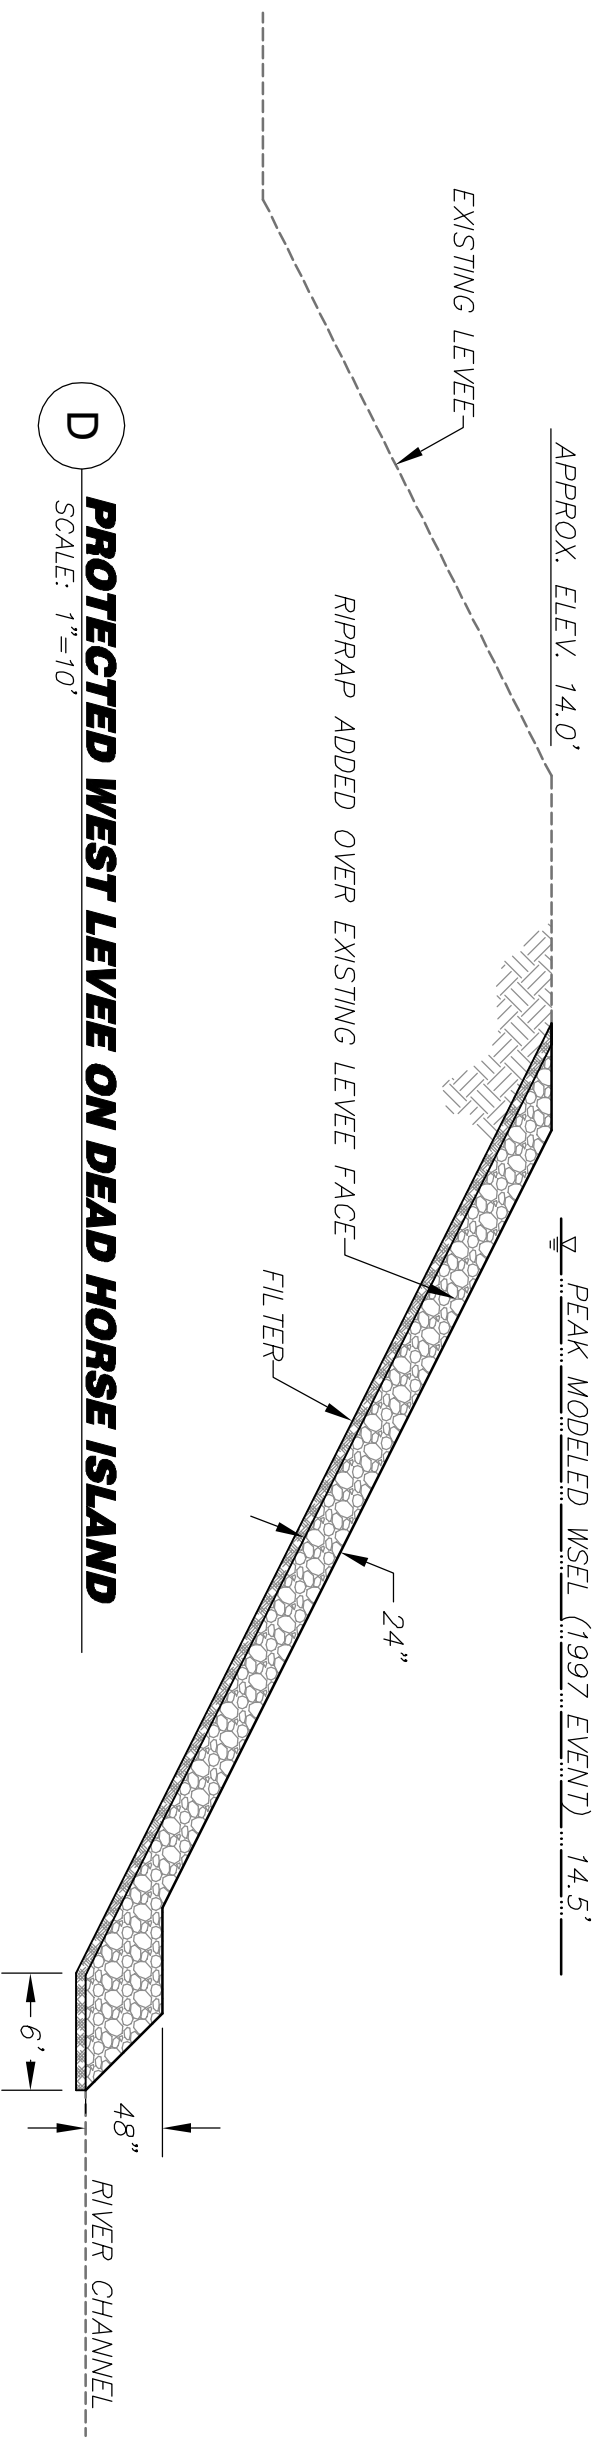 EXISTING LEVEE
APPROX. ELEV. 14.0'
RIPRAP ADDED OVER EXISTING LEVEE FACE
PEAK MODELED WSEL (1997 EVENT) 14.5'
FILTER
24"
6'
48"
RIVER CHANNEL
D
PROTECTED WEST LEVEE ON DEAD HORSE ISLAND
SCALE: 1"=10'